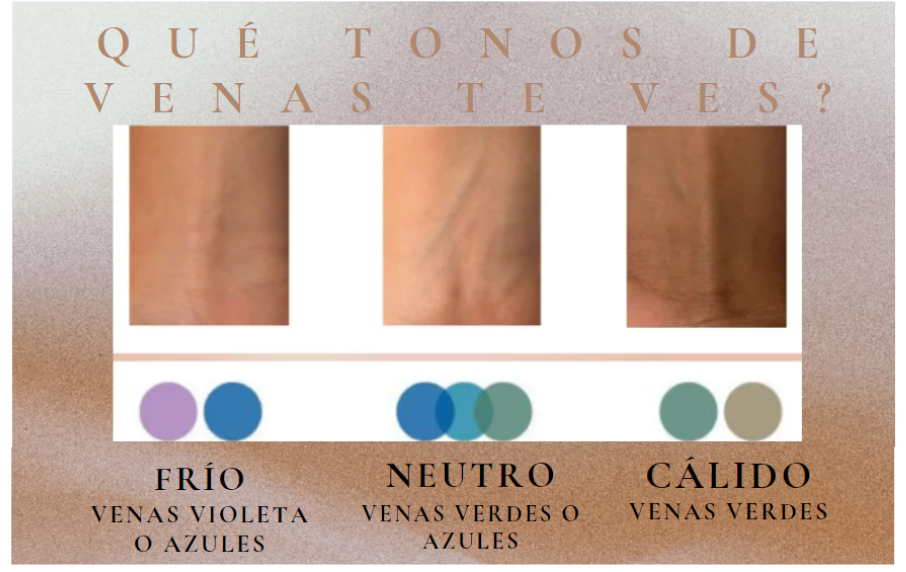 QUÉ TONOS DE
VENAS TE VES?
FRÍO
VENAS VIOLETA
O AZULES
NEUTRO
VENAS VERDES O
AZULES
CÁLIDO
VENAS VERDES